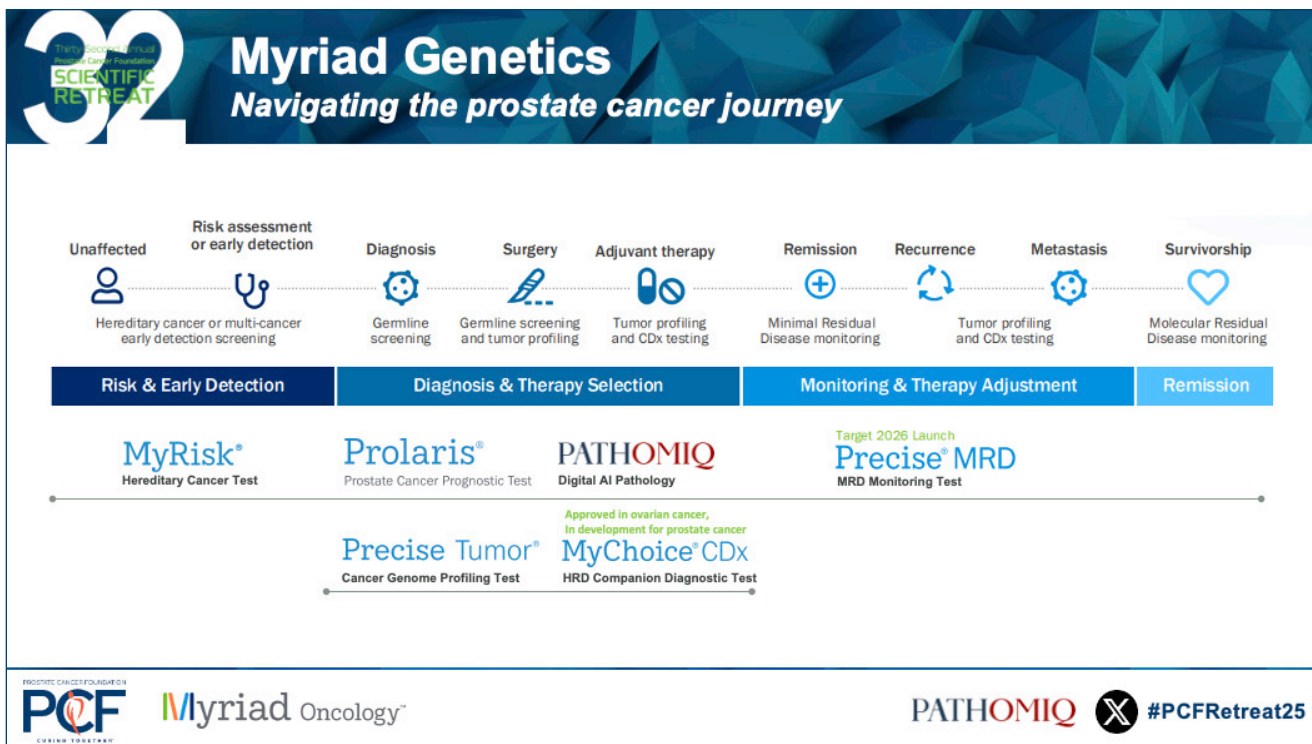 Thirty-Second Annual
Prostate Cancer Foundation
SCIENTIFIC
RETREAT
32
Myriad Genetics
Navigating the prostate cancer journey
Unaffected
Risk assessment
or early detection
Diagnosis
Surgery
Adjuvant therapy
Remission
Recurrence
Metastasis
Survivorship
Hereditary cancer or multi-cancer
early detection screening
Germline
screening
Germline screening
and tumor profiling
Tumor profiling
and CDx testing
Minimal Residual
Disease monitoring
Tumor profiling
and CDx testing
Molecular Residual
Disease monitoring
Risk & Early Detection
Diagnosis & Therapy Selection
Monitoring & Therapy Adjustment
Remission
MyRisk®
Hereditary Cancer Test
Prolaris®
Prostate Cancer Prognostic Test
PATHOMIQ
Digital AI Pathology
Target 2026 Launch
Precise® MRD
MRD Monitoring Test
Precise Tumor®
Cancer Genome Profiling Test
Approved in ovarian cancer,
In development for prostate cancer
MyChoice® CDx
HRD Companion Diagnostic Test
PROSTATE CANCER FOUNDATION
PCF
CURING TOGETHER
Myriad Oncology™
PATHOMIQ
X
#PCFRetreat25